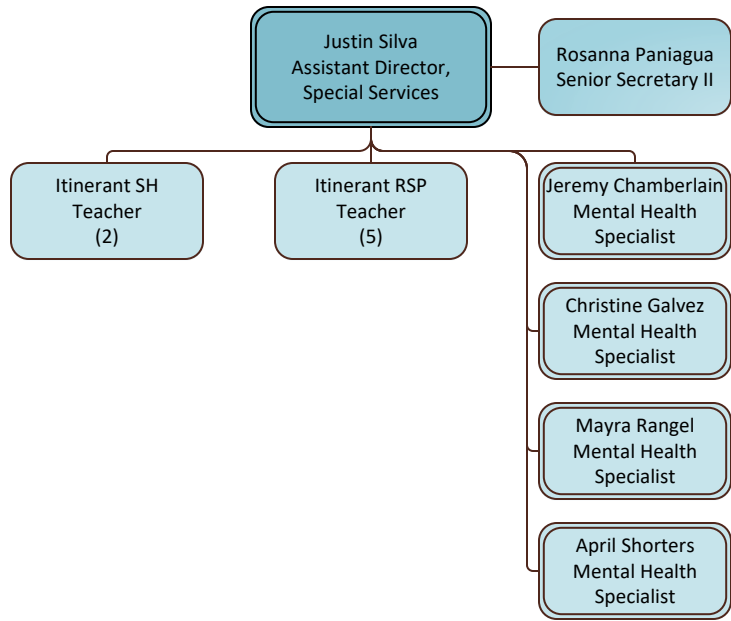 Justin Silva
Assistant Director,
Special Services
Rosanna Paniagua
Senior Secretary II
Itinerant SH
Teacher
(2)
Itinerant RSP
Teacher
(5)
Jeremy Chamberlain
Mental Health
Specialist
Christine Galvez
Mental Health
Specialist
Mayra Rangel
Mental Health
Specialist
April Shorters
Mental Health
Specialist